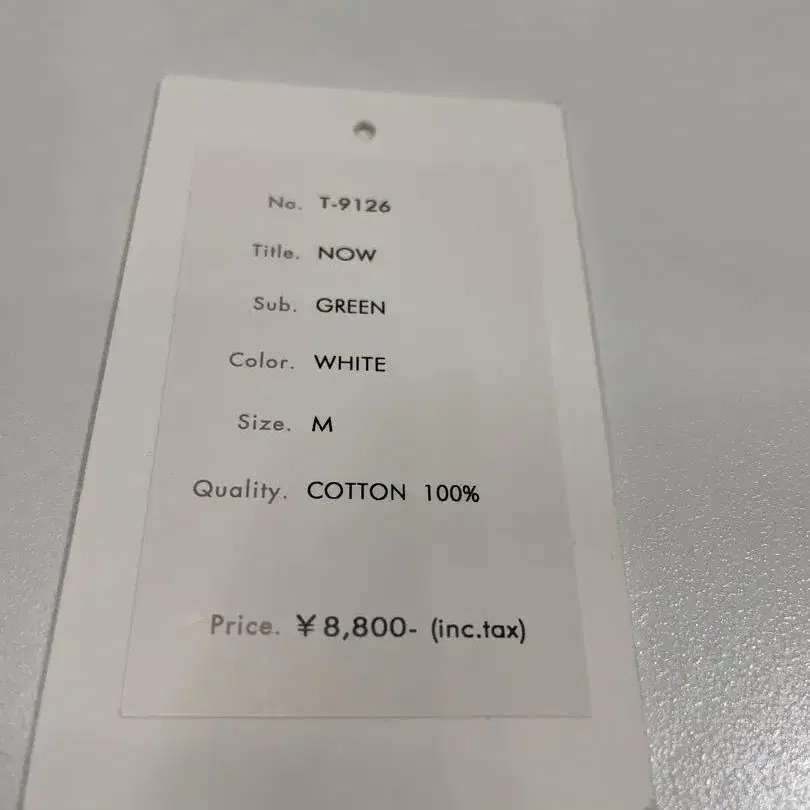 No. T-9126
Title. NOW
Sub. GREEN
Color. WHITE
Size. M
Quality. COTTON 100%
Price. ¥8,800- (inc.tax)